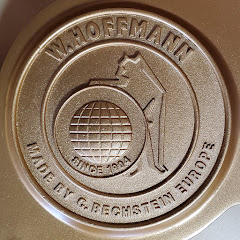 W.HOFFMANN
SINCE 1904
MADE BY C. BECHSTEIN EUROPE